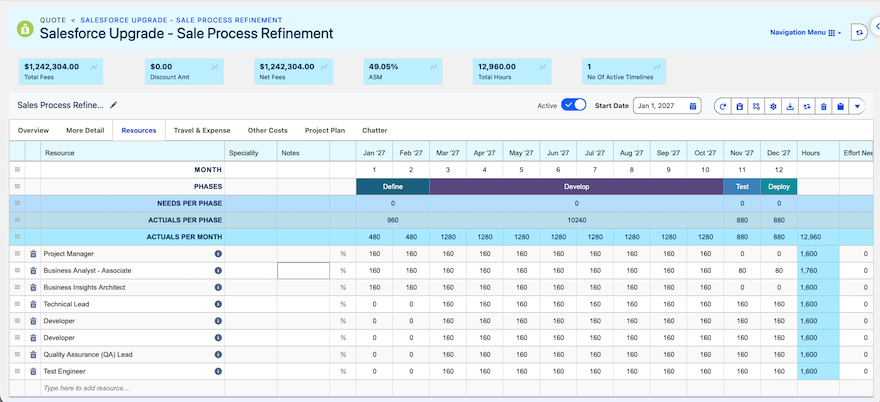 QUOTE < SALESFORCE UPGRADE - SALE PROCESS REFINEMENT
Salesforce Upgrade - Sale Process Refinement
Navigation Menu
$1,242,304.00 $0.00 $1,242,304.00 49.05% 12,960.00 1
Total Fees Discount Amt Net Fees ASM Total Hours No Of Active Timelines
Sales Process Refine... Active Start Date Jan 1, 2027
Overview More Detail Resources Travel & Expense Other Costs Project Plan Chatter
Resource Speciality Notes Jan '27 Feb '27 Mar '27 Apr '27 May '27 Jun '27 Jul '27 Aug '27 Sep '27 Oct '27 Nov '27 Dec '27 Hours Effort Nee
MONTH 1 2 3 4 5 6 7 8 9 10 11 12
PHASES Define Develop Test Deploy
NEEDS PER PHASE 0 0 0 0
ACTUALS PER PHASE 960 10240 880 880
ACTUALS PER MONTH 480 480 1280 1280 1280 1280 1280 1280 1280 1280 880 880 12,960
Project Manager % 160 160 160 160 160 160 160 160 160 160 0 0 1,600 0
Business Analyst - Associate % 160 160 160 160 160 160 160 160 160 160 80 80 1,760 0
Business Insights Architect % 160 160 160 160 160 160 160 160 160 160 0 0 1,600 0
Technical Lead % 0 0 160 160 160 160 160 160 160 160 160 160 1,600 0
Developer % 0 0 160 160 160 160 160 160 160 160 160 160 1,600 0
Developer % 0 0 160 160 160 160 160 160 160 160 160 160 1,600 0
Quality Assurance (QA) Lead % 0 0 160 160 160 160 160 160 160 160 160 160 1,600 0
Test Engineer % 0 0 160 160 160 160 160 160 160 160 160 160 1,600 0
Type here to add resource...